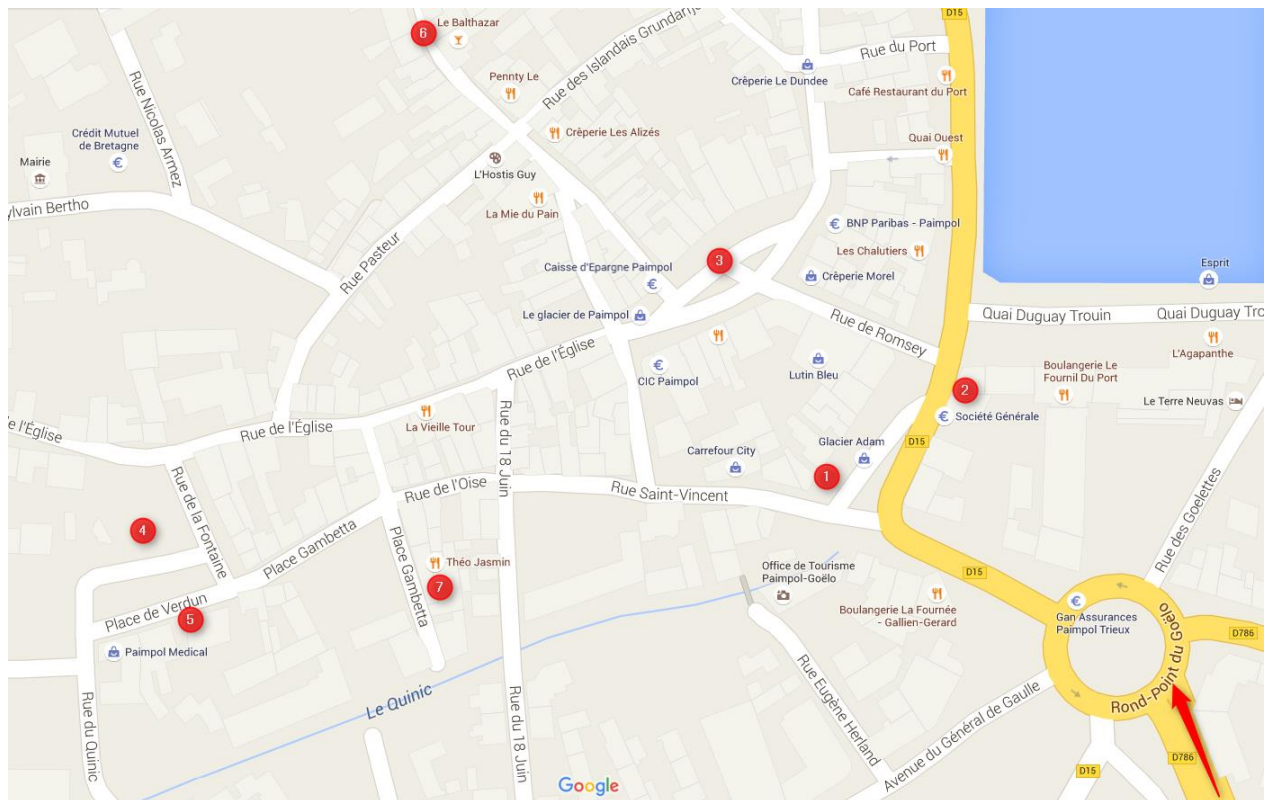 D15
6
Le Balthazar
Rue des Islandais Grundarfjo
Rue du Port
Crêperie Le Dundee
Pennty Le
Café Restaurant du Port
Rue Nicolas Armez
Crédit Mutuel
de Bretagne
€
Crêperie Les Alizés
Quai Ouest
Mairie
L'Hostis Guy
ylvain Bertho
La Mie du Pain
€
BNP Paribas - Paimpol
Rue Pasteur
Les Chalutiers
3
Caisse d'Epargne Paimpol
€
Crêperie Morel
Esprit
Le glacier de Paimpol
Rue de Romsey
Quai Duguay Trouin
Quai Duguay Tro
Rue de l'Église
L'Agapanthe
CIC Paimpol
€
Lutin Bleu
Boulangerie Le
Fournil Du Port
2
Le Terre Neuvas
La Vieille Tour
€
Société Générale
e l'Église
Rue de l'Église
Rue du 18 Juin
D15
Glacier Adam
Carrefour City
1
Rue de l'Oise
Rue Saint-Vincent
Rue de la Fontaine
4
Place Gambetta
Place Gambetta
Rue des Goelettes
Théo Jasmin
7
Office de Tourisme
Paimpol-Goëlo
D15
Place de Verdun
5
Boulangerie La Fournée
- Gallien-Gerard
€
Gan Assurances
Paimpol Trieux
Rond-Point du Goëlo
D786
Paimpol Medical
Rue du Quinic
Le Quinic
Rue du 18 Juin
Rue Eugène Herland
Avenue du Général de Gaulle
D786
D15
Google